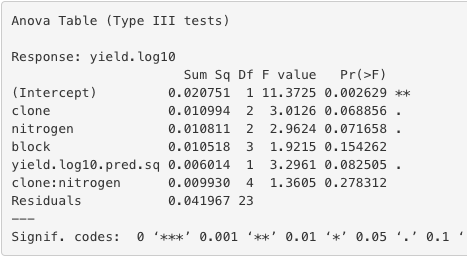 Anova Table (Type III tests)
Response: yield.log10
Sum Sq Df F value Pr(>F)
(Intercept) 0.020751 1 11.3725 0.002629 **
clone 0.010994 2 3.0126 0.068856 .
nitrogen 0.010811 2 2.9624 0.071658 .
block 0.010518 3 1.9215 0.154262
yield.log10.pred.sq 0.006014 1 3.2961 0.082505 .
clone:nitrogen 0.009930 4 1.3605 0.278312
Residuals 0.041967 23
---
Signif. codes: 0 ‘***’ 0.001 ‘**’ 0.01 ‘*’ 0.05 ‘.’ 0.1 ‘